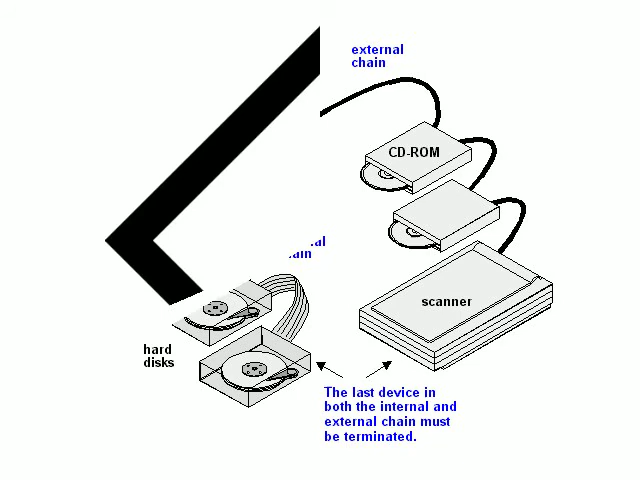 external
chain
CD-ROM
scanner
hard
disks
The last device in
both the internal and
external chain must
be terminated.